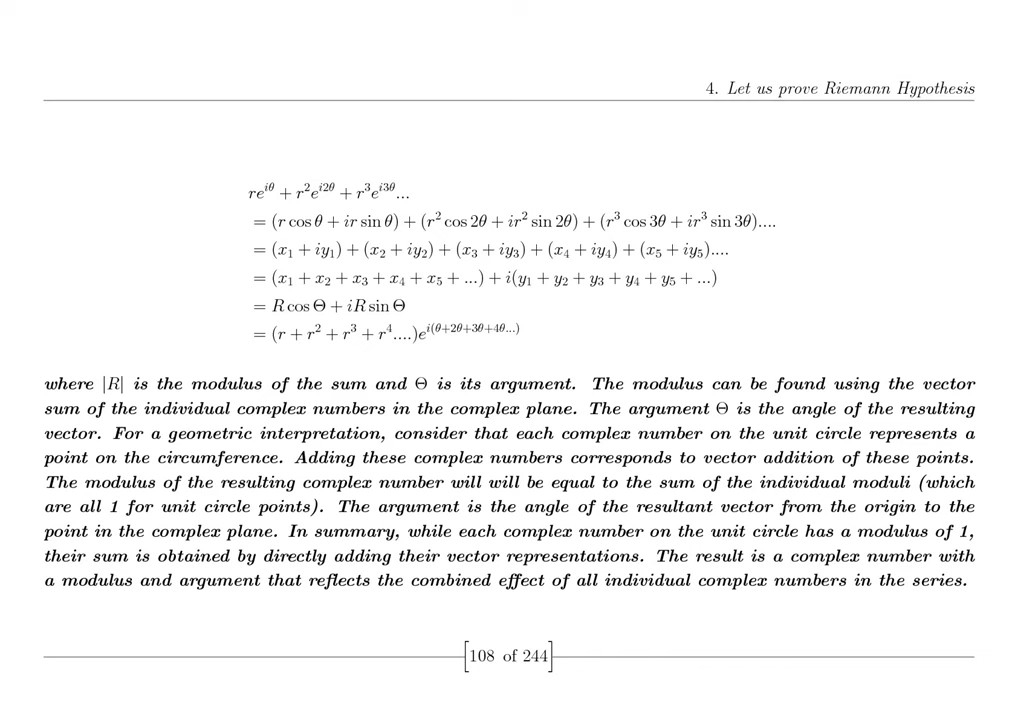 4. Let us prove Riemann Hypothesis
re^{iθ} + r^2e^{i2θ} + r^3e^{i3θ}...
= (r cos θ + ir sin θ) + (r^2 cos 2θ + ir^2 sin 2θ) + (r^3 cos 3θ + ir^3 sin 3θ)....
= (x_1 + iy_1) + (x_2 + iy_2) + (x_3 + iy_3) + (x_4 + iy_4) + (x_5 + iy_5)....
= (x_1 + x_2 + x_3 + x_4 + x_5 + ...) + i(y_1 + y_2 + y_3 + y_4 + y_5 + ...)
= R cos Θ + iR sin Θ
= (r + r^2 + r^3 + r^4....)e^{i(θ+2θ+3θ+4θ...)}
where |R| is the modulus of the sum and Θ is its argument. The modulus can be found using the vector
sum of the individual complex numbers in the complex plane. The argument Θ is the angle of the resulting
vector. For a geometric interpretation, consider that each complex number on the unit circle represents a
point on the circumference. Adding these complex numbers corresponds to vector addition of these points.
The modulus of the resulting complex number will will be equal to the sum of the individual moduli (which
are all 1 for unit circle points). The argument is the angle of the resultant vector from the origin to the
point in the complex plane. In summary, while each complex number on the unit circle has a modulus of 1,
their sum is obtained by directly adding their vector representations. The result is a complex number with
a modulus and argument that reflects the combined effect of all individual complex numbers in the series.
[108 of 244]